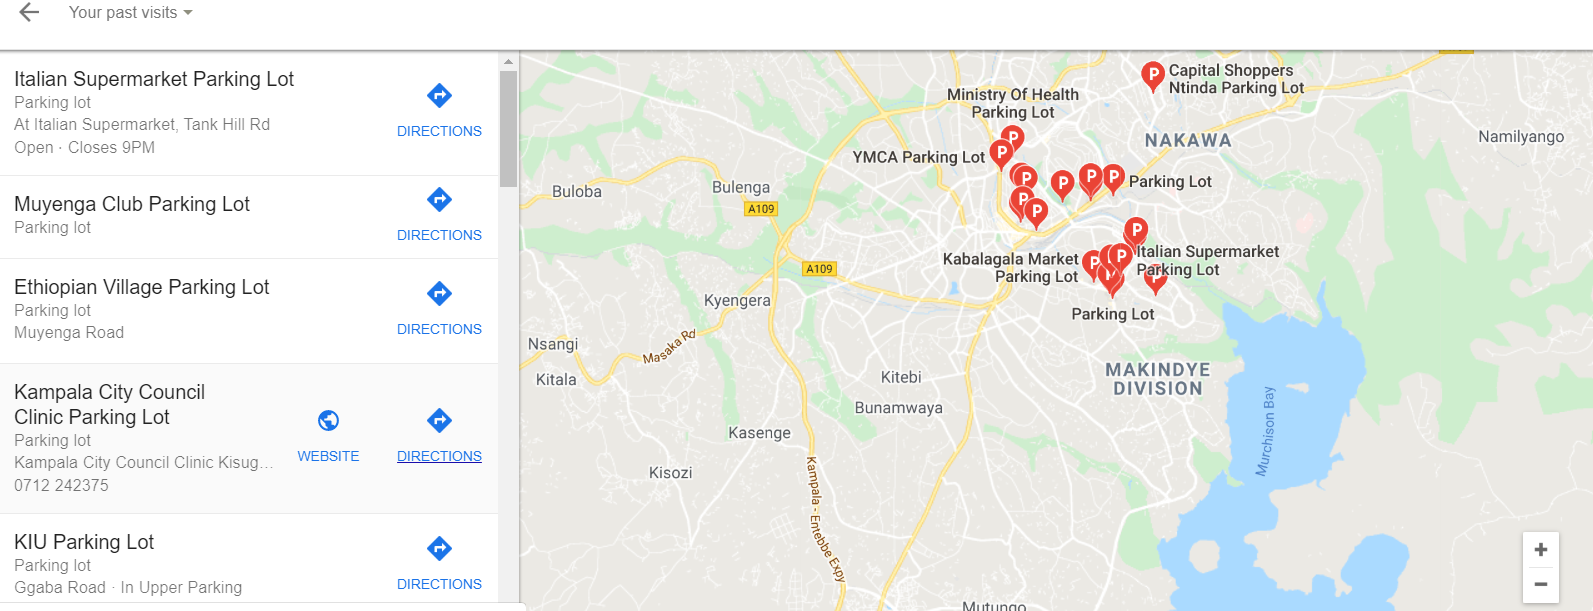 Your past visits
Italian Supermarket Parking Lot
Parking lot
At Italian Supermarket, Tank Hill Rd
Open · Closes 9PM
DIRECTIONS
Muyenga Club Parking Lot
Parking lot
DIRECTIONS
Ethiopian Village Parking Lot
Parking lot
Muyenga Road
DIRECTIONS
Kampala City Council
Clinic Parking Lot
Parking lot
Kampala City Council Clinic Kisug...
0712 242375
WEBSITE
DIRECTIONS
KIU Parking Lot
Parking lot
Ggaba Road · In Upper Parking
DIRECTIONS
Capital Shoppers
Ntinda Parking Lot
Ministry Of Health
Parking Lot
NAKAWA
Namilyango
YMCA Parking Lot
Parking Lot
Buloba
Bulenga
A109
Italian Supermarket
Parking Lot
Kabalagala Market
Parking Lot
A109
Kyengera
Parking Lot
Masaka Rd
Nsangi
Kitala
Kitebi
MAKINDYE
DIVISION
Bunamwaya
Kasenge
Murchison Bay
Kisozi
Kampala - Entebbe Expy
Mutungo
+
−